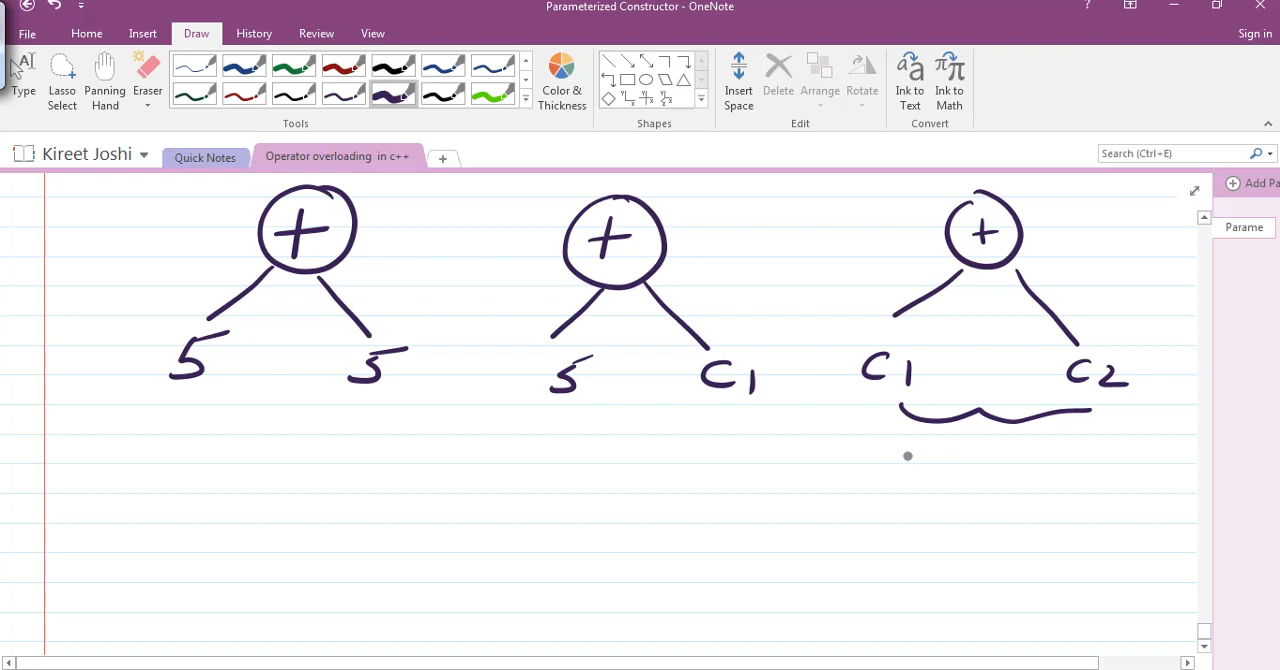 Parameterized Constructor - OneNote
File Home Insert Draw History Review View Sign in
Type Lasso Select Panning Hand Eraser Color & Thickness Insert Space Delete Arrange Rotate Ink to Text Ink to Math
Tools Shapes Edit Convert
Kireet Joshi Quick Notes Operator overloading in c++ Search (Ctrl+E)
Add Pa
Parame
+ + +
5 5 5 C1 C1 C2